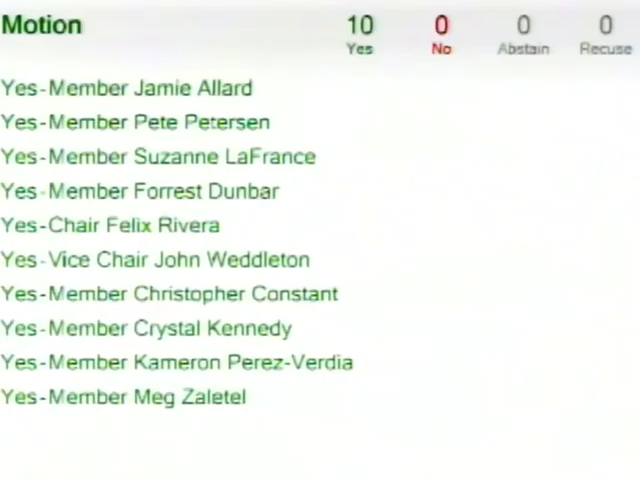 Motion 10 0 0 0
Yes No Abstain Recuse
Yes-Member Jamie Allard
Yes-Member Pete Petersen
Yes-Member Suzanne LaFrance
Yes-Member Forrest Dunbar
Yes-Chair Felix Rivera
Yes-Vice Chair John Weddleton
Yes-Member Christopher Constant
Yes-Member Crystal Kennedy
Yes-Member Kameron Perez-Verdia
Yes-Member Meg Zaletel